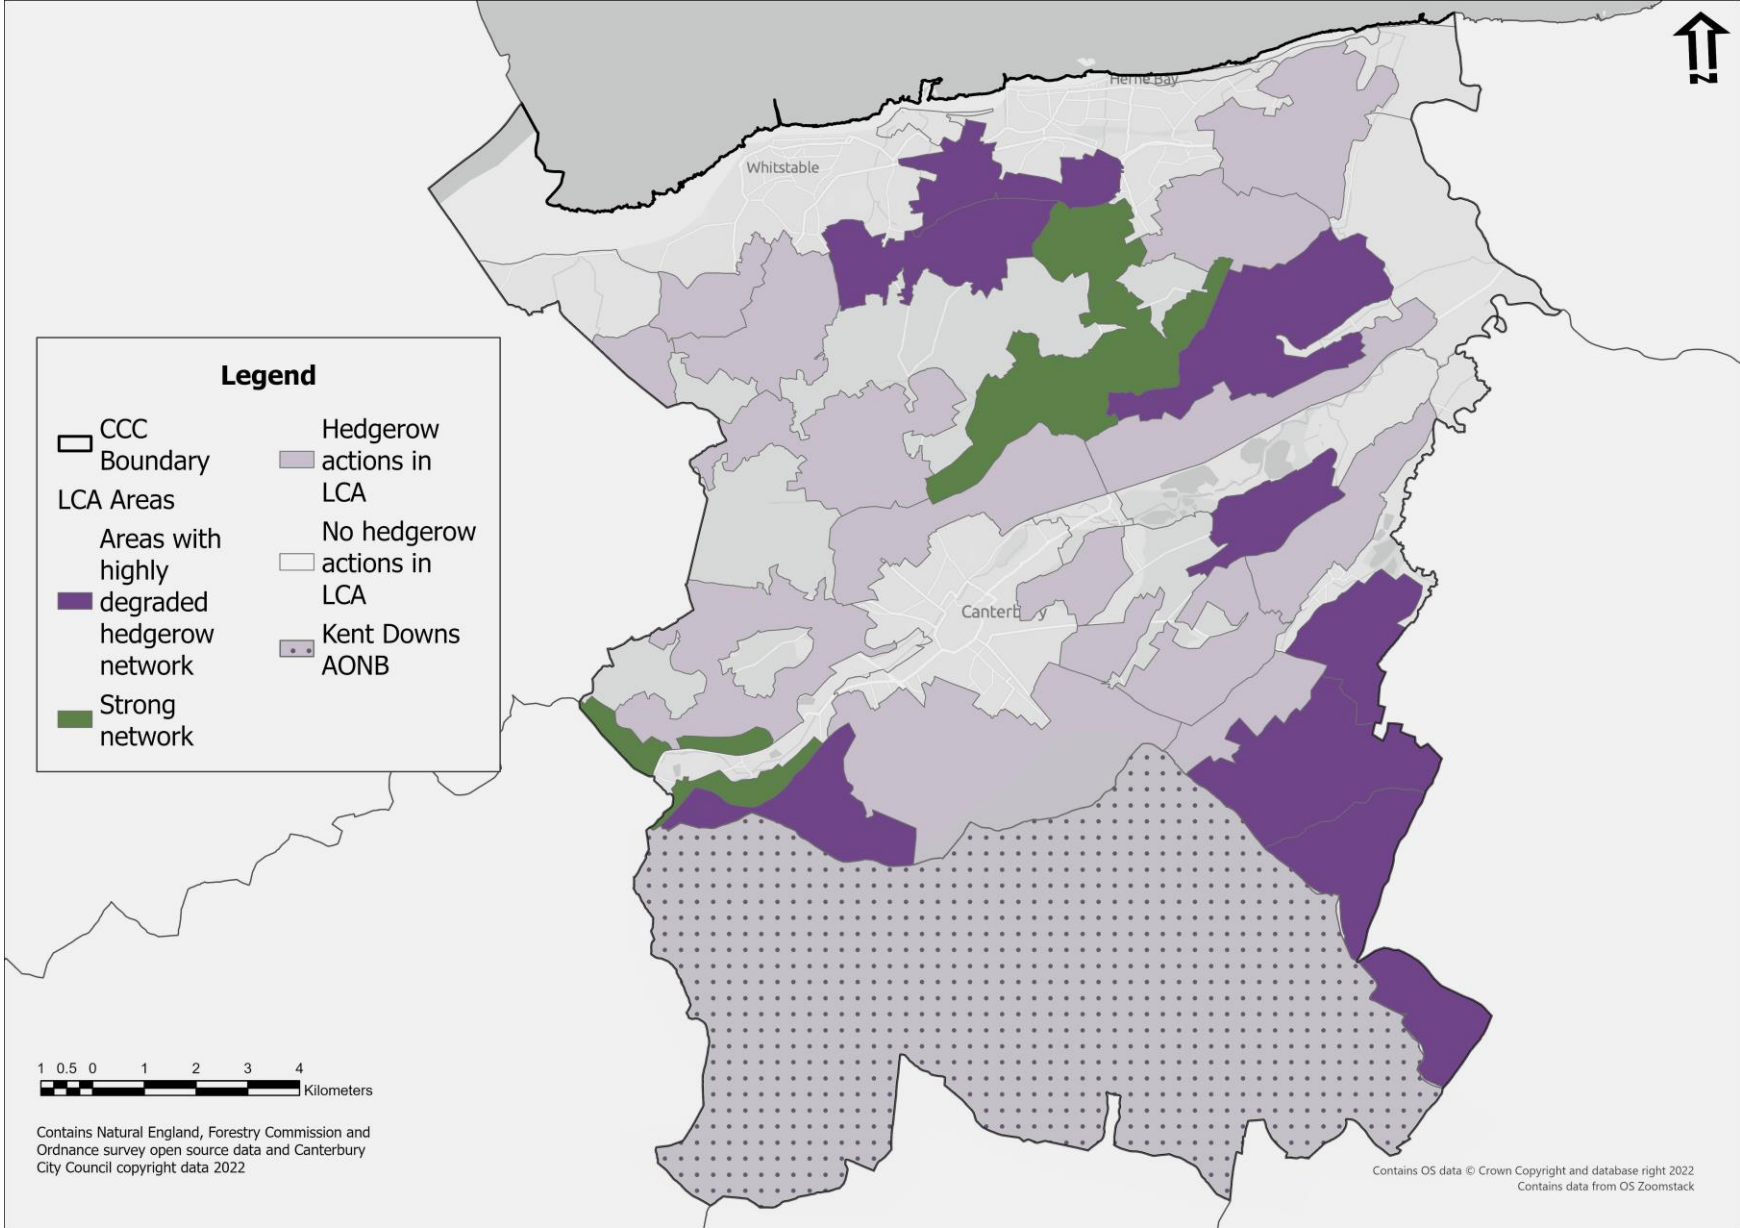 Herne Bay
Whitstable
Canterb y
Legend
CCC
Boundary
LCA Areas
Areas with
highly
degraded
hedgerow
network
Strong
network
Hedgerow
actions in
LCA
No hedgerow
actions in
LCA
Kent Downs
AONB
N
1 0.5 0 1 2 3 4
Kilometers
Contains Natural England, Forestry Commission and
Ordnance survey open source data and Canterbury
City Council copyright data 2022
Contains OS data © Crown Copyright and database right 2022
Contains data from OS Zoomstack